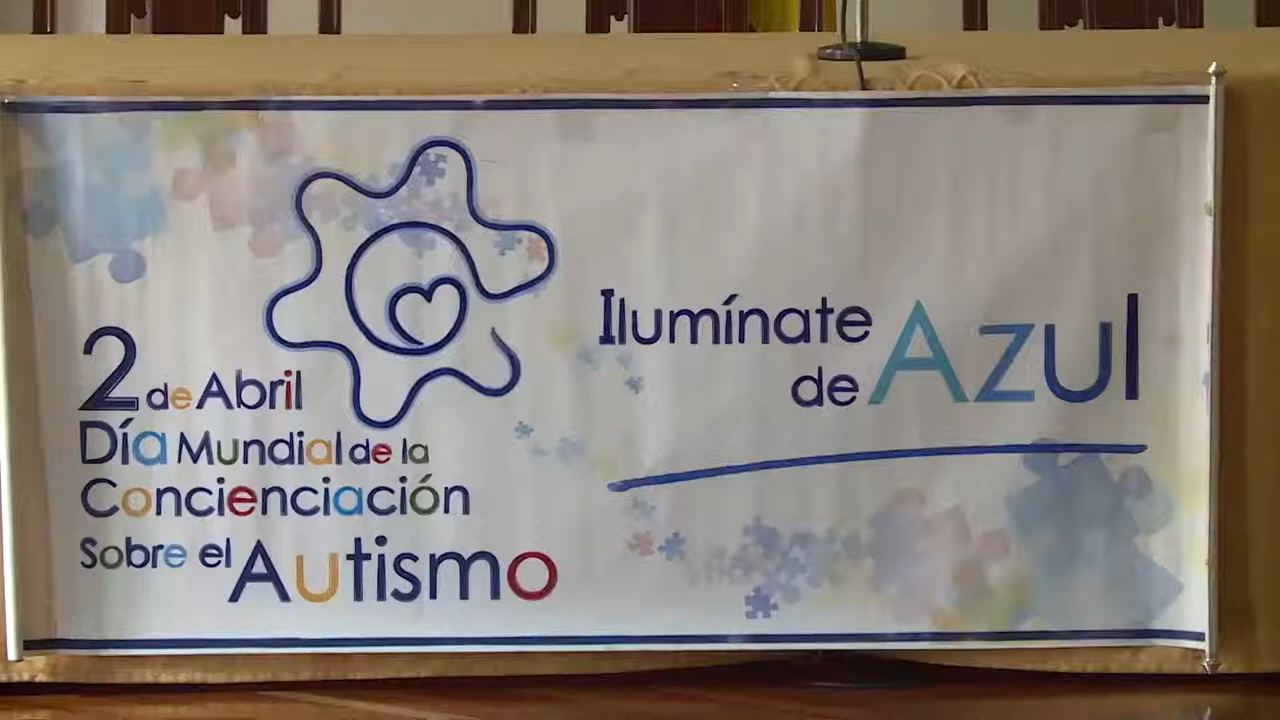 2 de Abril
Día Mundial de la
Concienciación
Sobre el Autismo
Ilumínate
de Azul